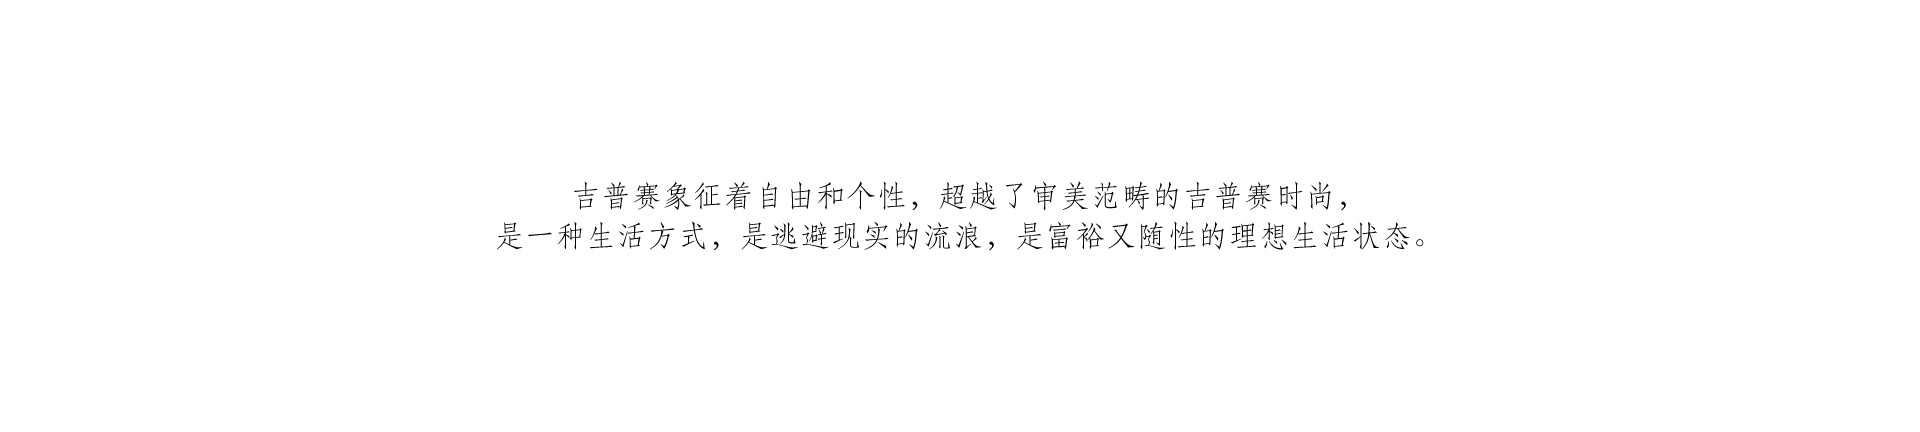 吉普赛象征着自由和个性，超越了审美范畴的吉普赛时尚，
是一种生活方式，是逃避现实的流浪，是富裕又随性的理想生活状态。